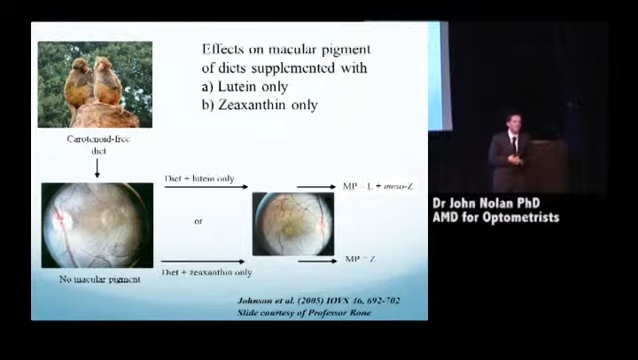 Effects on macular pigment
of diets supplemented with
a) Lutein only
b) Zeaxanthin only
Carotenoid-free
diet
Diet + lutein only
MP = L + meso-Z
or
No macular pigment
Diet + zeaxanthin only
MP = Z
Johnson et al. (2005) IOVS 46, 692-702
Slide courtesy of Professor Bone
Dr John Nolan PhD
AMD for Optometrists